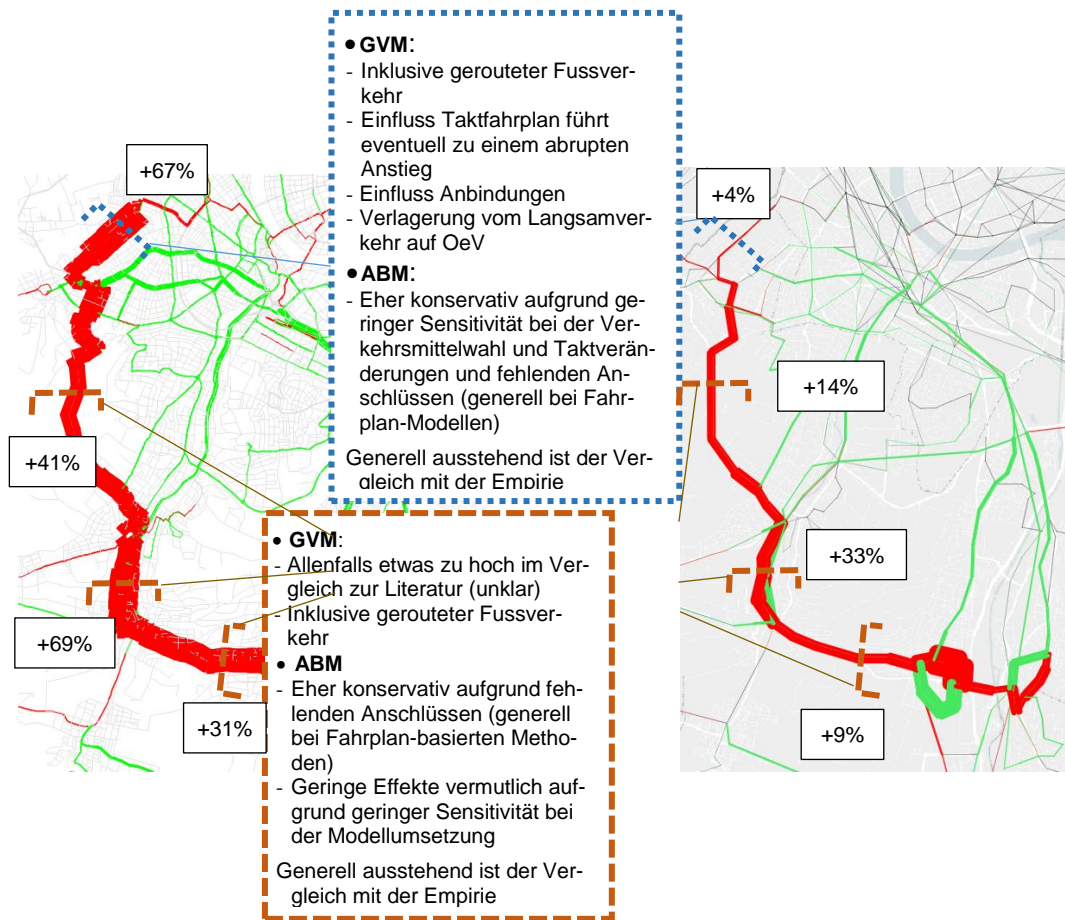 ● GVM:
- Inklusive gerouteter Fussver-
kehr
- Einfluss Taktfahrplan führt
eventuell zu einem abrupten
Anstieg
- Einfluss Anbindungen
- Verlagerung vom Langsamver-
kehr auf OeV
● ABM:
- Eher konservativ aufgrund ge-
ringer Sensitivität bei der Ver-
kehrsmittelwahl und Taktverän-
derungen und fehlenden An-
schlüssen (generell bei Fahr-
plan-Modellen)
Generell ausstehend ist der Ver-
gleich mit der Empirie
+67%
+41%
+69%
+31%
● GVM:
- Allenfalls etwas zu hoch im Ver-
gleich zur Literatur (unklar)
- Inklusive gerouteter Fussver-
kehr
● ABM
- Eher konservativ aufgrund feh-
lenden Anschlüssen (generell
bei Fahrplan-basierten Metho-
den)
- Geringe Effekte vermutlich auf-
grund geringer Sensitivität bei
der Modellumsetzung
Generell ausstehend ist der Ver-
gleich mit der Empirie
+4%
+14%
+33%
+9%